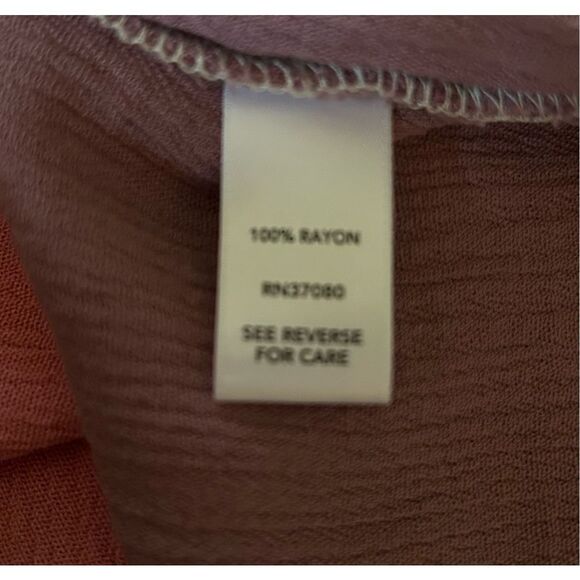 100% RAYON
RN37080
SEE REVERSE
FOR CARE